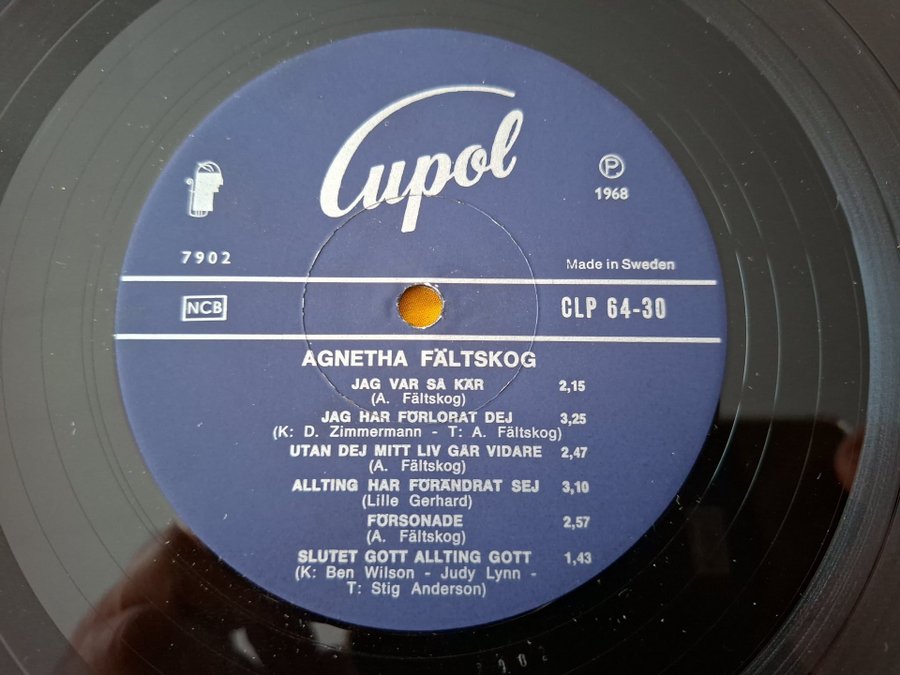 Cupol
Ⓟ
1968
7902
Made in Sweden
NCB
CLP 64-30
AGNETHA FÄLTSKOG
JAG VAR SÅ KÄR 2,15
(A. Fältskog)
JAG HAR FÖRLORAT DEJ 3,25
(K: D. Zimmermann - T: A. Fältskog)
UTAN DEJ MITT LIV GÅR VIDARE 2,47
(A. Fältskog)
ALLTING HAR FÖRÄNDRAT SEJ 3,10
(Lille Gerhard)
FÖRSONADE 2,57
(A. Fältskog)
SLUTET GOTT ALLTING GOTT 1,43
(K: Ben Wilson - Judy Lynn -
T: Stig Anderson)